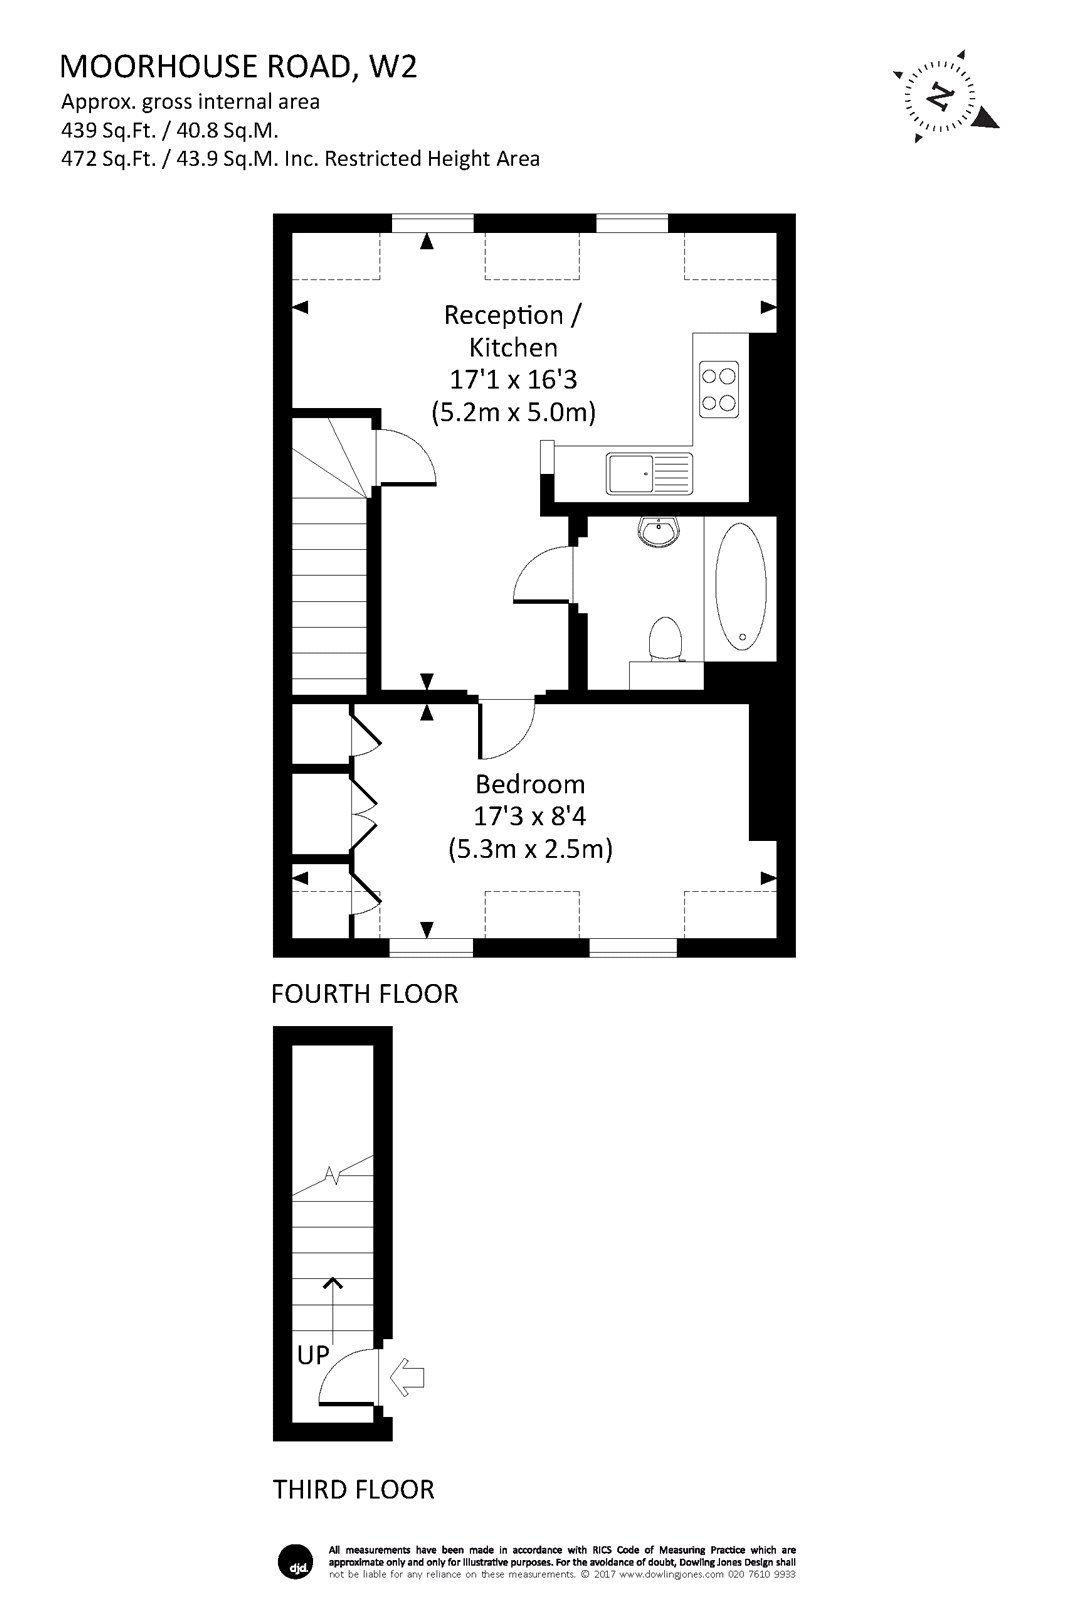 MOORHOUSE ROAD, W2
Approx. gross internal area
439 Sq.Ft. / 40.8 Sq.M.
472 Sq.Ft. / 43.9 Sq.M. Inc. Restricted Height Area
N
Reception /
Kitchen
17'1 x 16'3
(5.2m x 5.0m)
Bedroom
17'3 x 8'4
(5.3m x 2.5m)
FOURTH FLOOR
UP
THIRD FLOOR
djd.
All measurements have been made in accordance with RICS Code of Measuring Practice which are
approximate only and only for illustrative purposes. For the avoidance of doubt, Dowling Jones Design shall
not be liable for any reliance on these measurements. © 2017 www.dowlingjones.com 020 7610 9933